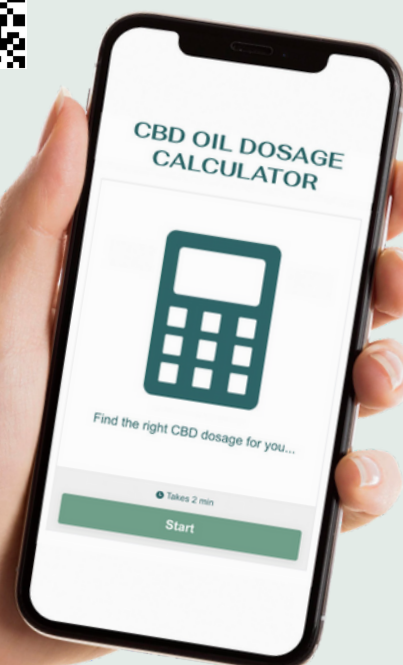 CBD OIL DOSAGE
CALCULATOR
Find the right CBD dosage for you...
Takes 2 min
Start